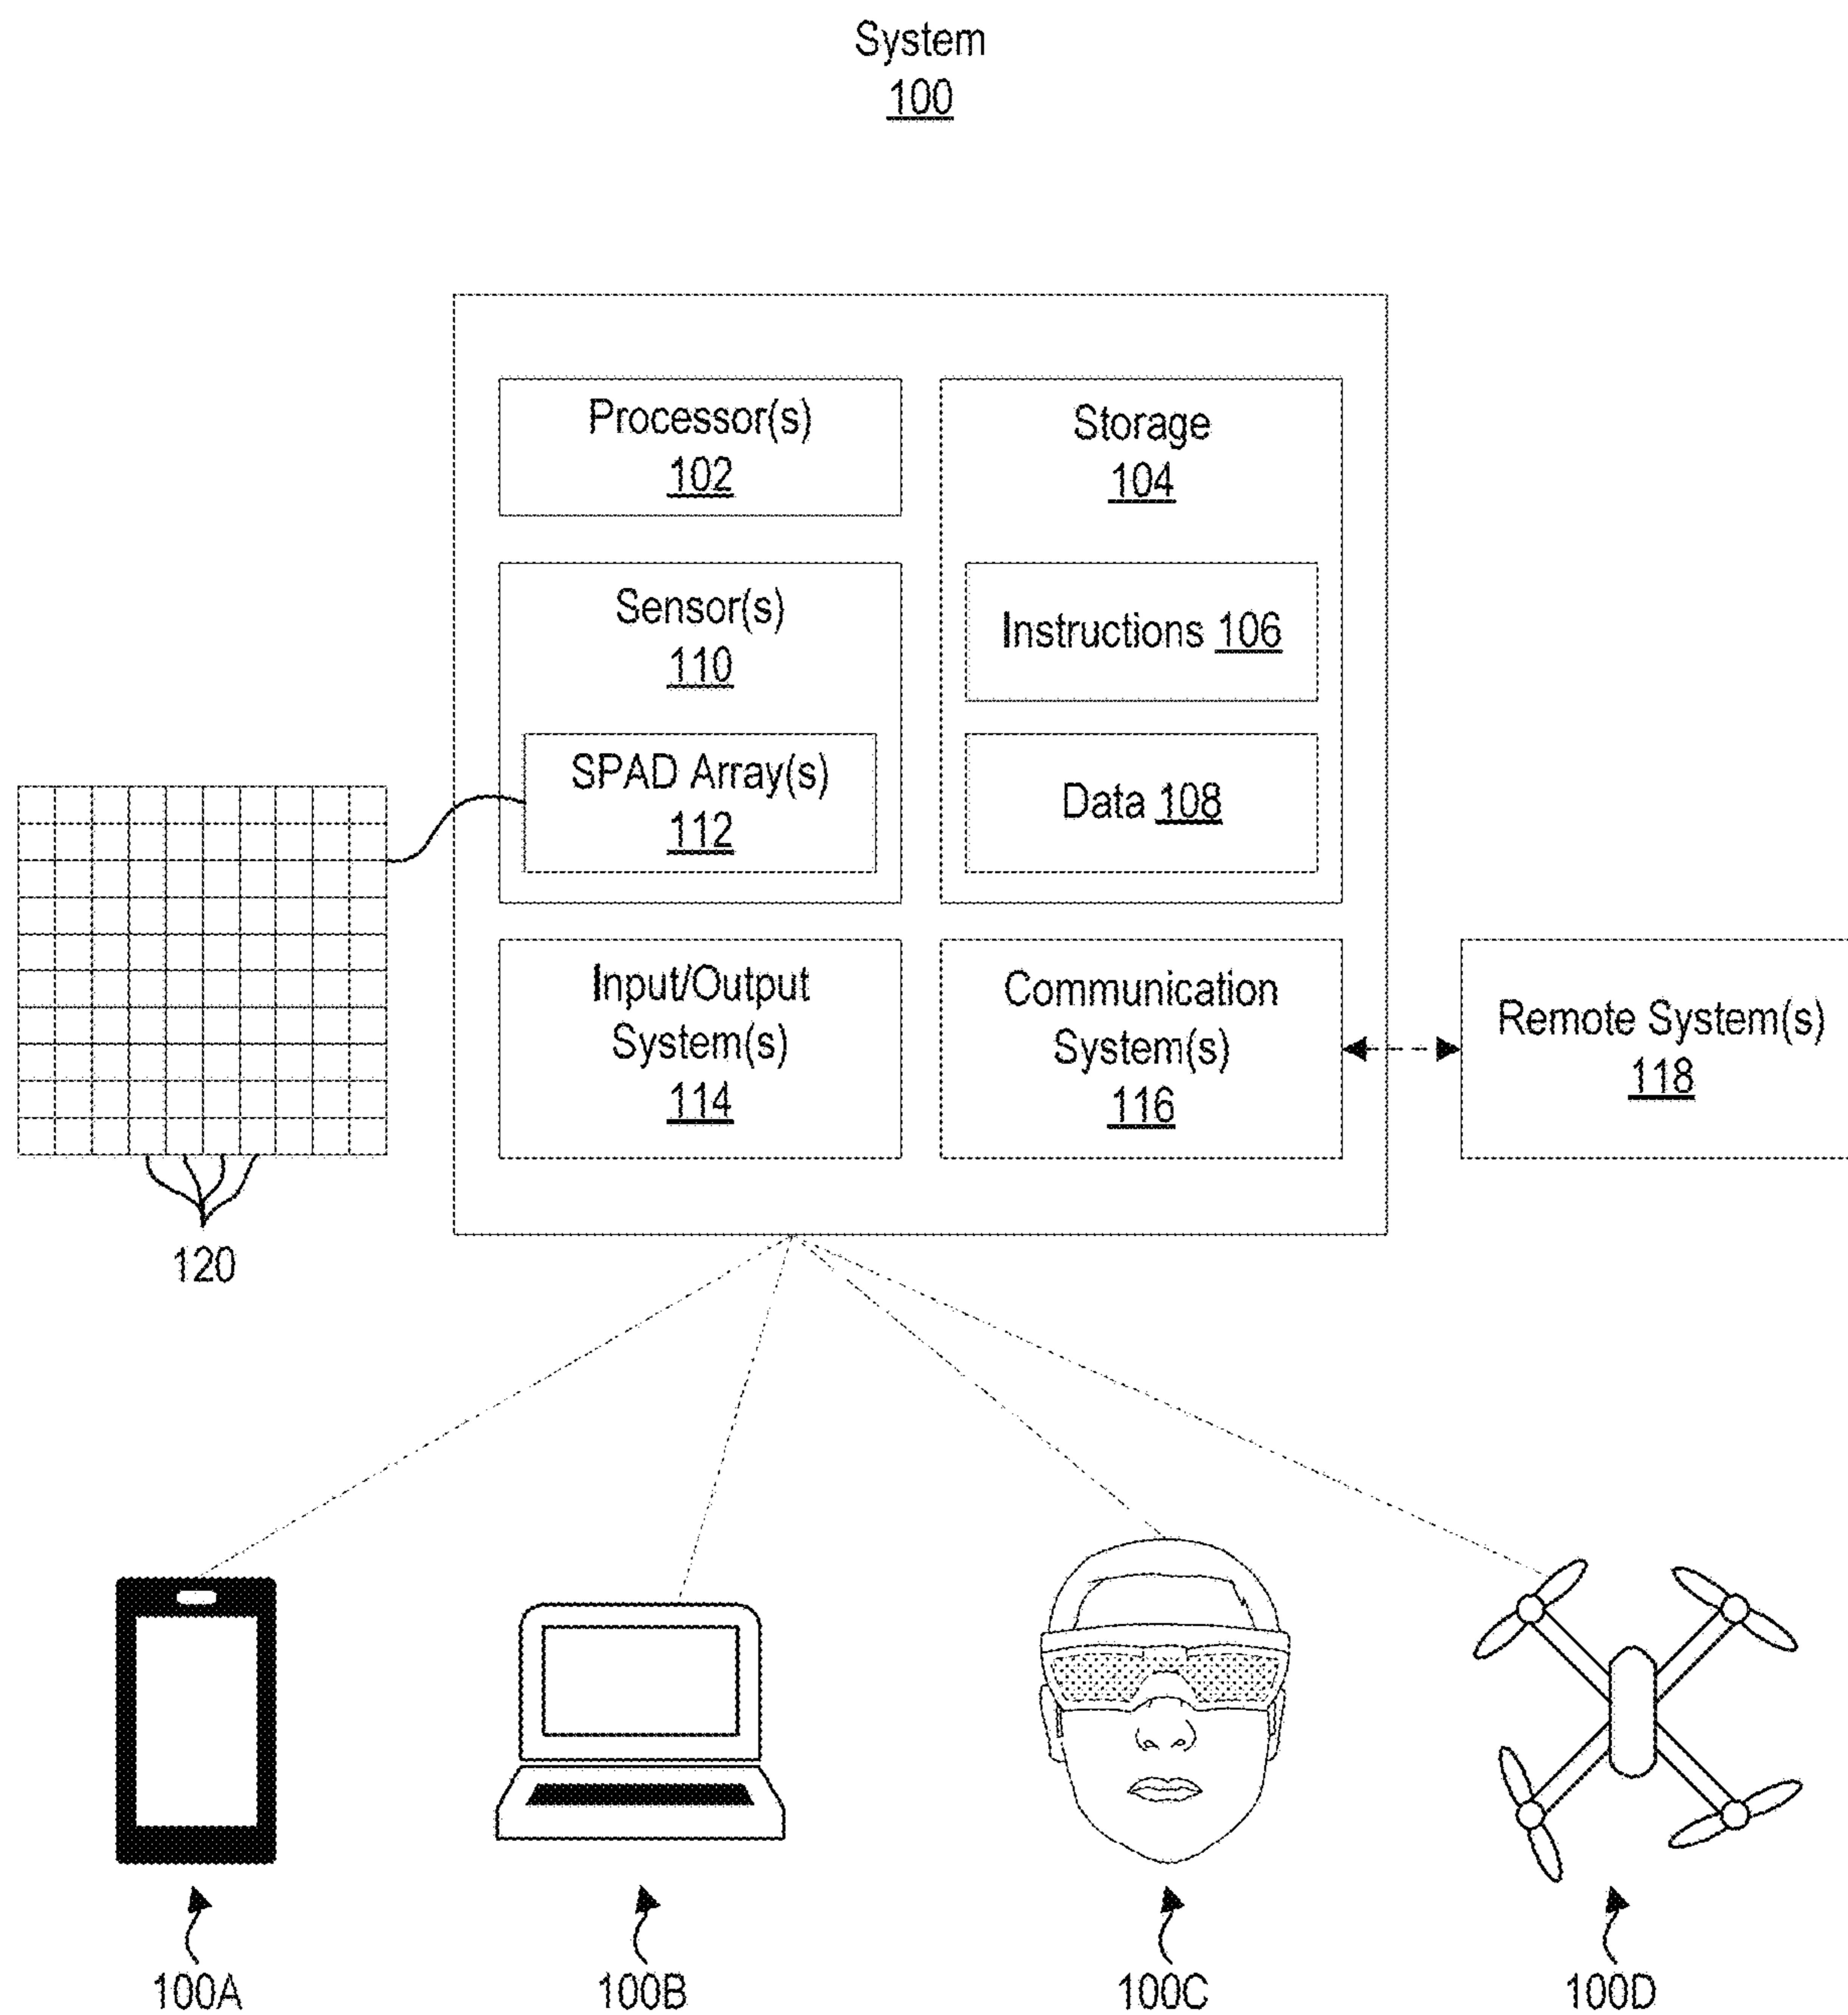 System
100
Processor(s)
102
Storage
104
Sensor(s)
110
Instructions 106
SPAD Array(s)
112
Data 108
Input/Output
System(s)
114
Communication
System(s)
116
Remote System(s)
118
120
100A
100B
100C
100D